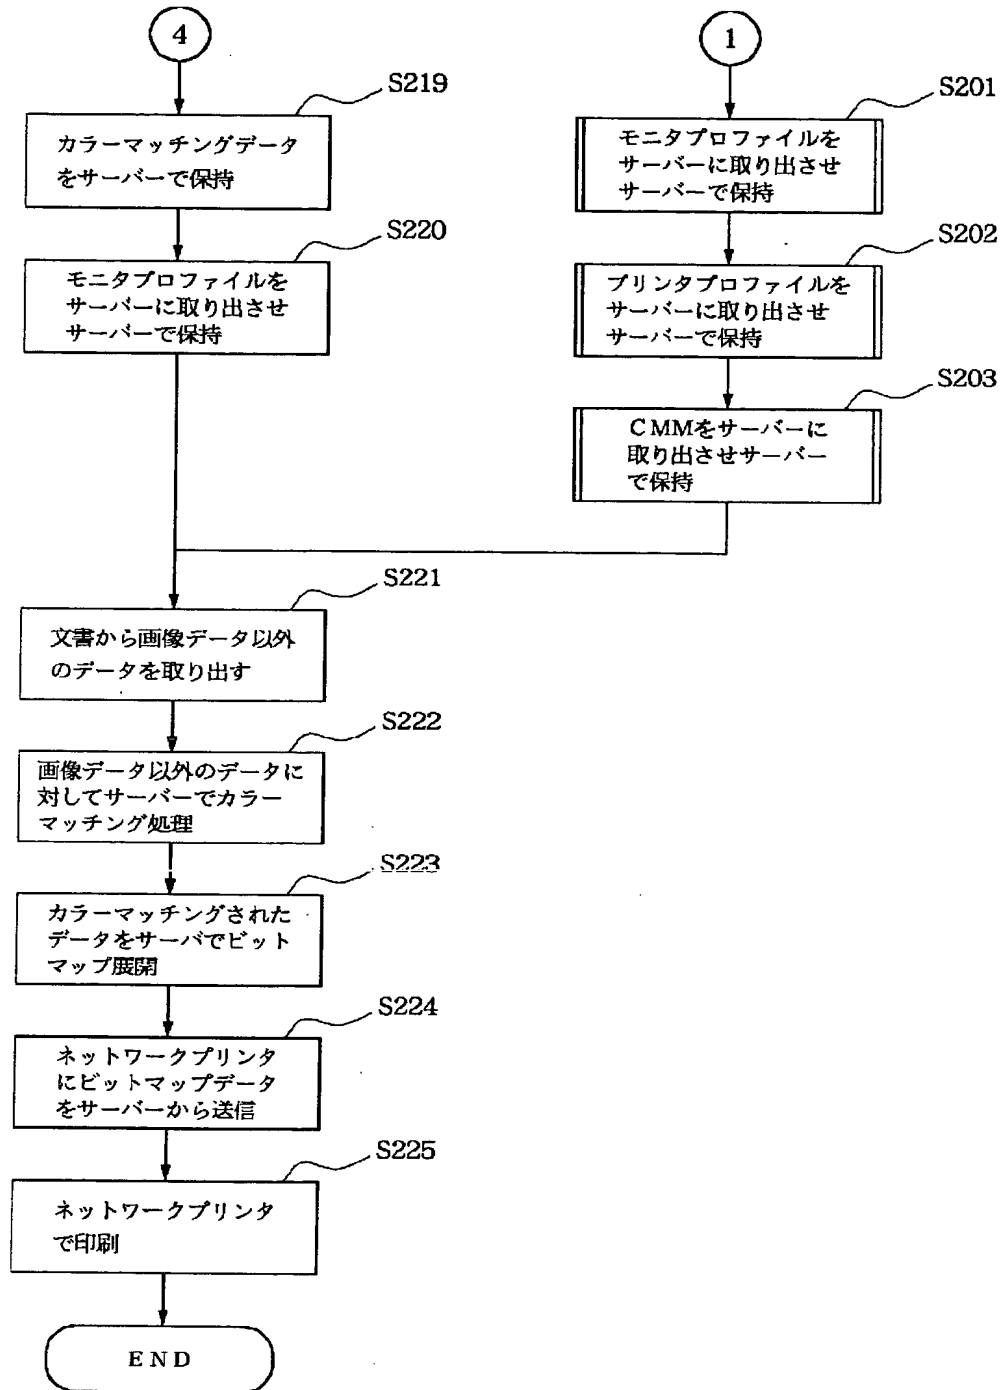 4
S219
カラーマッチングデータ
をサーバーで保持
S220
モニタプロファイルを
サーバーに取り出させ
サーバーで保持
1
S201
モニタプロファイルを
サーバーに取り出させ
サーバーで保持
S202
プリンタプロファイルを
サーバーに取り出させ
サーバーで保持
S203
CMMをサーバーに
取り出させサーバー
で保持
S221
文書から画像データ以外
のデータを取り出す
S222
画像データ以外のデータに
対してサーバーでカラー
マッチング処理
S223
カラーマッチングされた
データをサーバでビット
マップ展開
S224
ネットワークプリンタ
にビットマップデータ
をサーバーから送信
S225
ネットワークプリンタ
で印刷
END